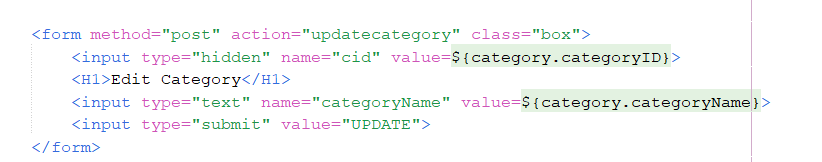 <form method="post" action="updatecategory" class="box">
<input type="hidden" name="cid" value=${category.categoryID}>
<H1>Edit Category</H1>
<input type="text" name="categoryName" value=${category.categoryName}>
<input type="submit" value="UPDATE">
</form>